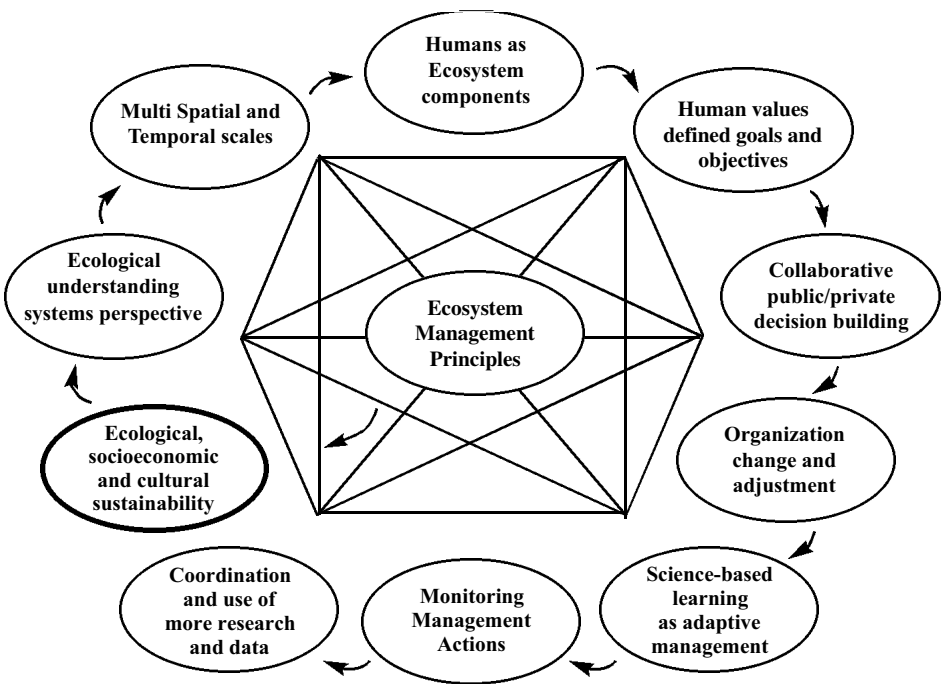 Humans as
Ecosystem
components
Human values
defined goals and
objectives
Collaborative
public/private
decision building
Organization
change and
adjustment
Science-based
learning
as adaptive
management
Monitoring
Management
Actions
Coordination
and use of
more research
and data
Ecological,
socioeconomic
and cultural
sustainability
Ecological
understanding
systems perspective
Multi Spatial and
Temporal scales
Ecosystem
Management
Principles